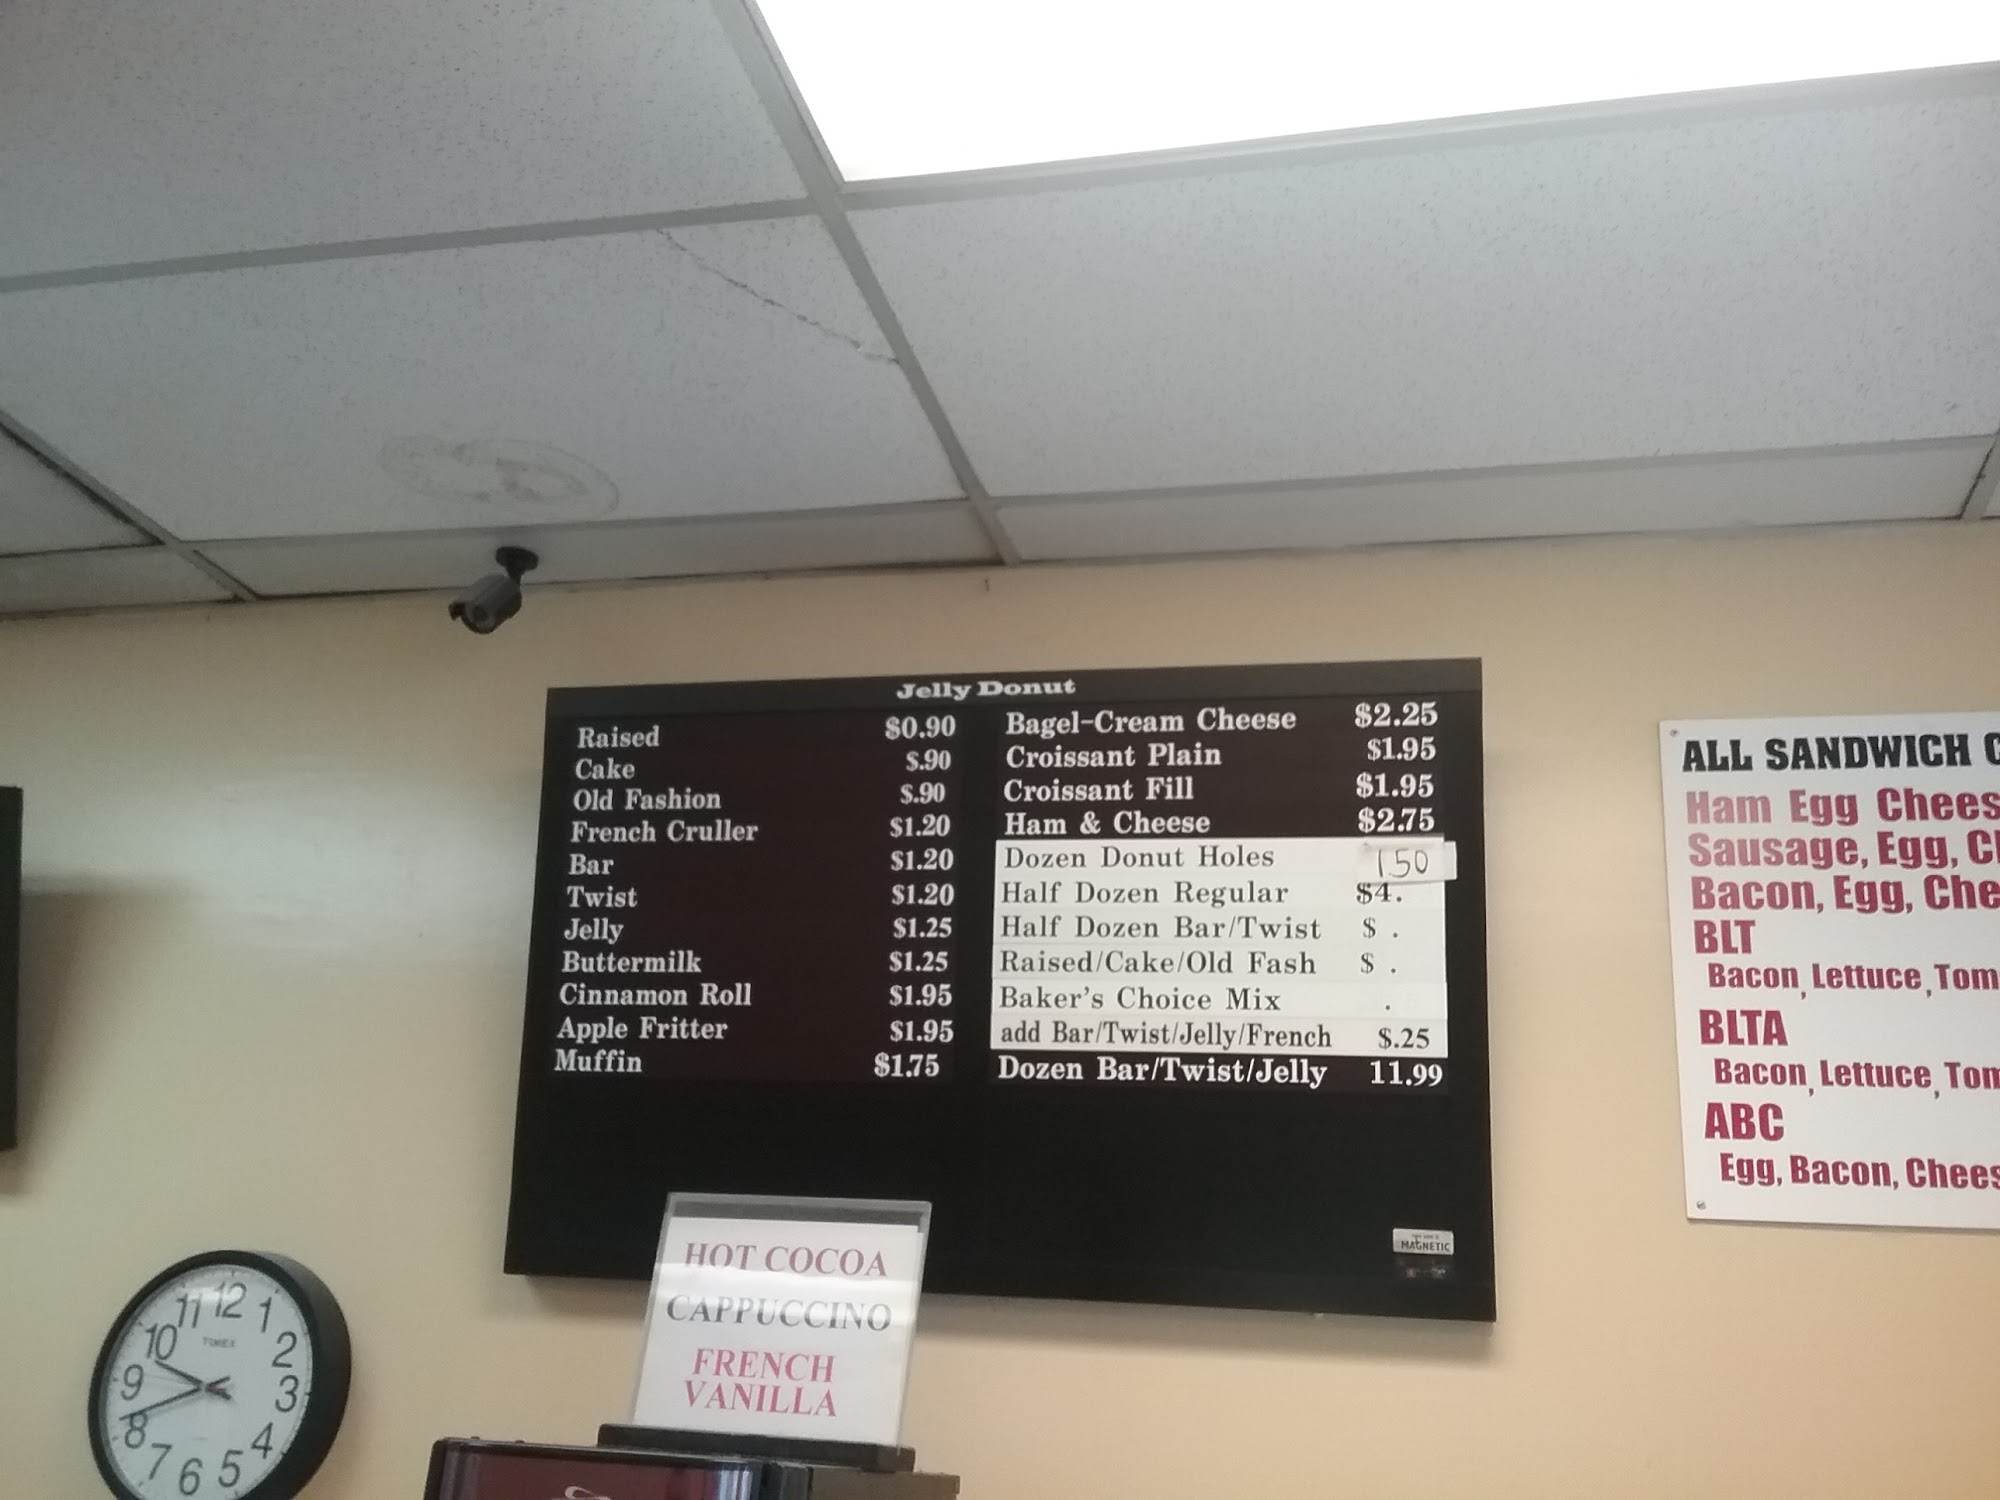 Jelly Donut
Raised $0.90
Cake $.90
Old Fashion $.90
French Cruller $1.20
Bar $1.20
Twist $1.20
Jelly $1.25
Buttermilk $1.25
Cinnamon Roll $1.95
Apple Fritter $1.95
Muffin $1.75
Bagel-Cream Cheese $2.25
Croissant Plain $1.95
Croissant Fill $1.95
Ham & Cheese $2.75
Dozen Donut Holes 1.50
Half Dozen Regular $4.
Half Dozen Bar/Twist $ .
Raised/Cake/Old Fash $ .
Baker's Choice Mix .
add Bar/Twist/Jelly/French $.25
Dozen Bar/Twist/Jelly 11.99
MAGNETIC
ALL SANDWICH C
Ham Egg Chees
Sausage, Egg, Ch
Bacon, Egg, Che
BLT
Bacon, Lettuce, Tom
BLTA
Bacon, Lettuce, Tom
ABC
Egg, Bacon, Chees
HOT COCOA
CAPPUCCINO
FRENCH
VANILLA
12 1 2 3 4 5 6 7 8 9 10 11
TIMEX